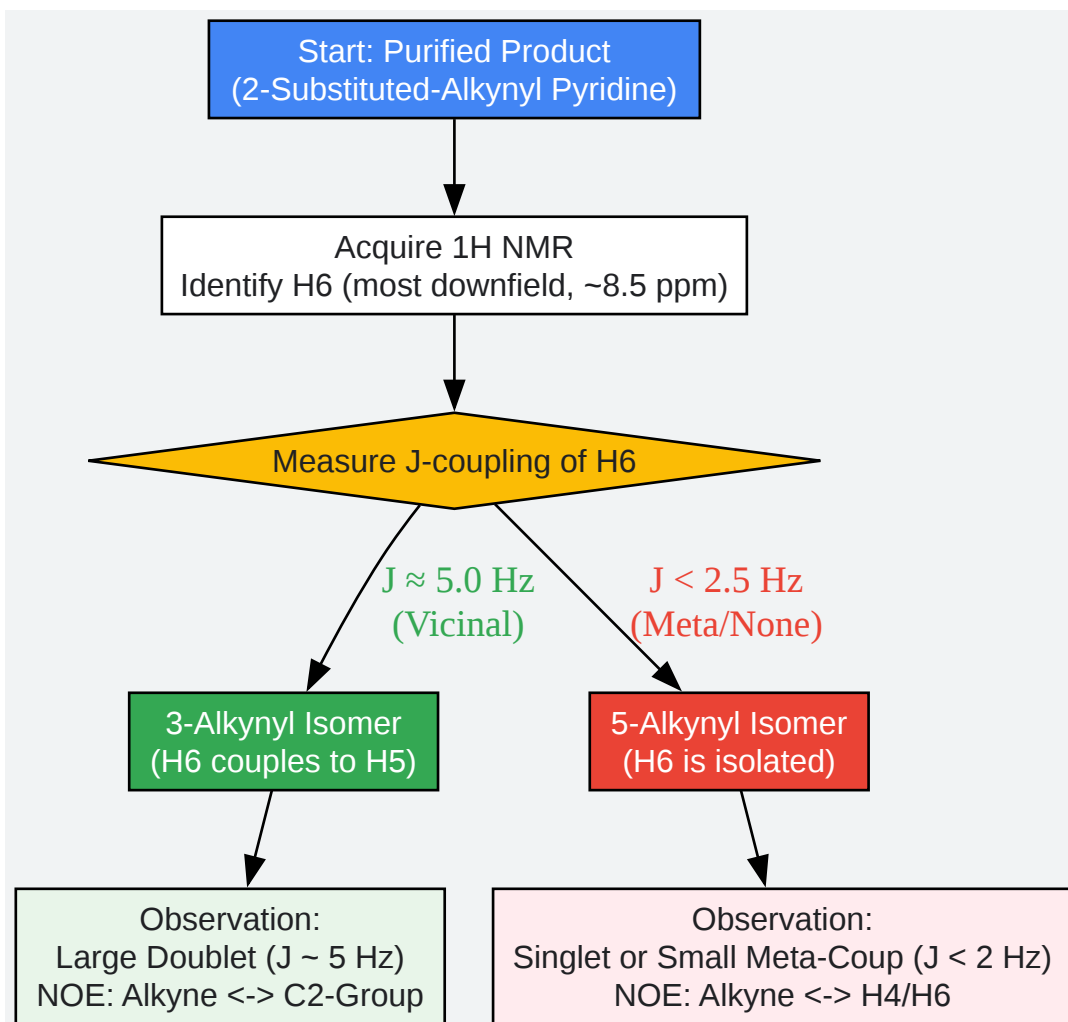 Start: Purified Product
(2-Substituted-Alkynyl Pyridine)
Acquire 1H NMR
Identify H6 (most downfield, ~8.5 ppm)
Measure J-coupling of H6
J ≈ 5.0 Hz
(Vicinal)
J < 2.5 Hz
(Meta/None)
3-Alkynyl Isomer
(H6 couples to H5)
5-Alkynyl Isomer
(H6 is isolated)
Observation:
Large Doublet (J ~ 5 Hz)
NOE: Alkyne <-> C2-Group
Observation:
Singlet or Small Meta-Coup (J < 2 Hz)
NOE: Alkyne <-> H4/H6